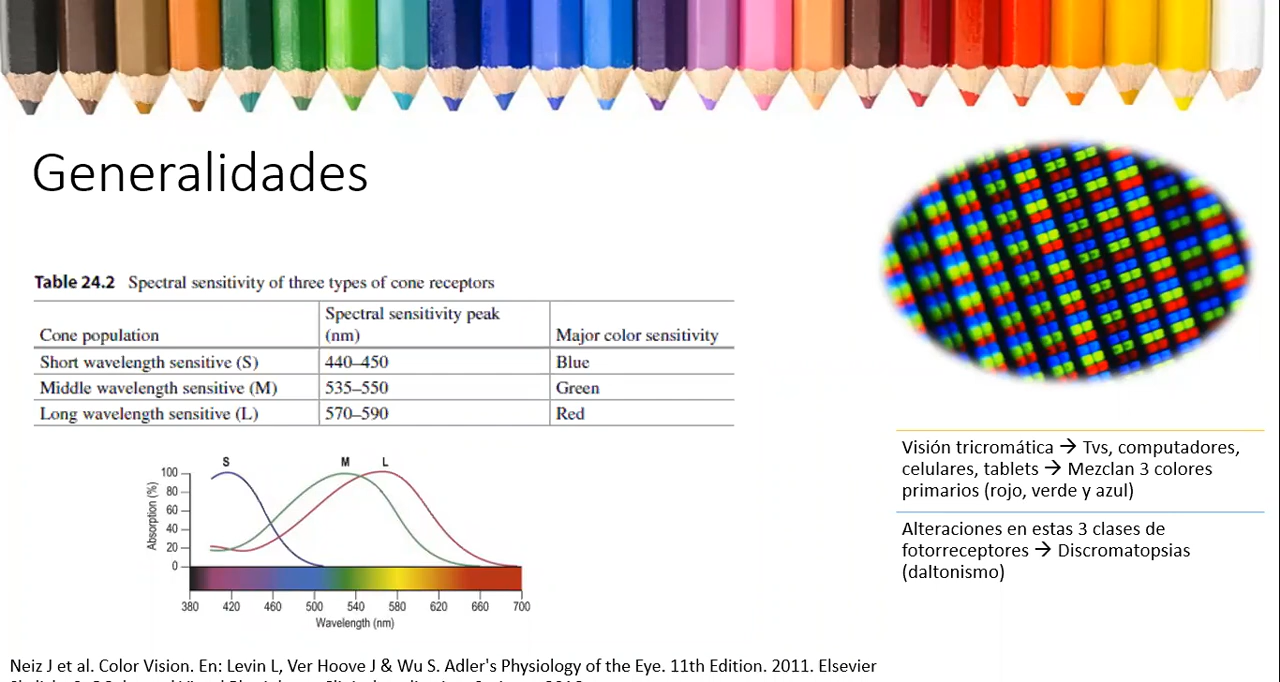 Generalidades
Table 24.2 Spectral sensitivity of three types of cone receptors
Cone population Spectral sensitivity peak (nm) Major color sensitivity
Short wavelength sensitive (S) 440–450 Blue
Middle wavelength sensitive (M) 535–550 Green
Long wavelength sensitive (L) 570–590 Red
S M L
Absorption (%)
100
80
60
40
20
0
380 420 460 500 540 580 620 660 700
Wavelength (nm)
Visión tricromática → Tvs, computadores,
celulares, tablets → Mezclan 3 colores
primarios (rojo, verde y azul)
Alteraciones en estas 3 clases de
fotorreceptores → Discromatopsias
(daltonismo)
Neiz J et al. Color Vision. En: Levin L, Ver Hoove J & Wu S. Adler's Physiology of the Eye. 11th Edition. 2011. Elsevier